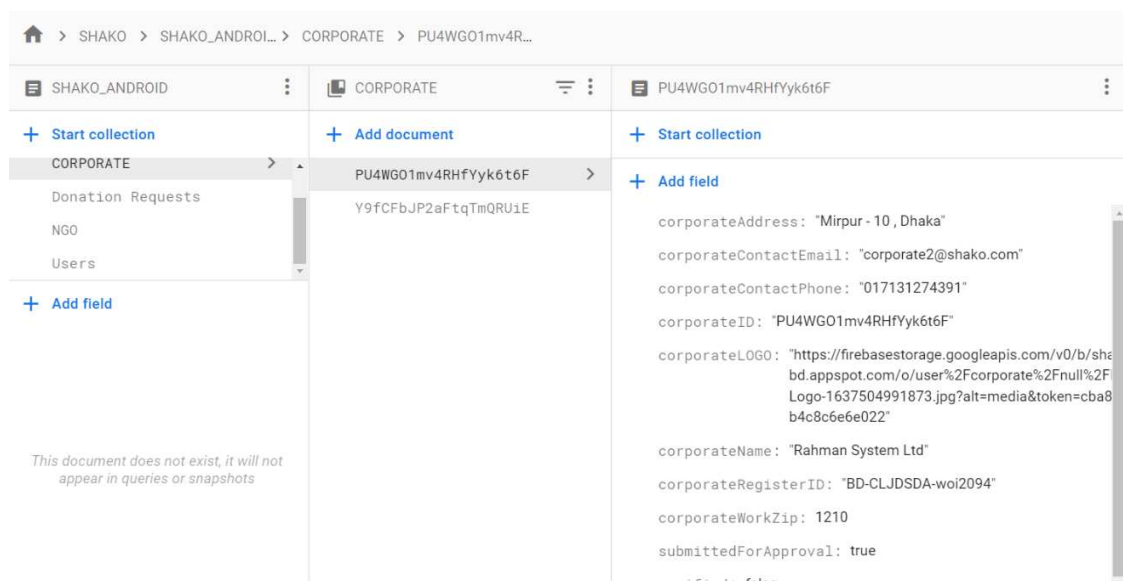 SHAKO > SHAKO_ANDROI... > CORPORATE > PU4WGO1mv4R...
SHAKO_ANDROID
Start collection
CORPORATE
Donation Requests
NGO
Users
Add field
This document does not exist, it will not
appear in queries or snapshots
CORPORATE
Add document
PU4WGO1mv4RHfYyk6t6F
Y9fCFbJP2aFtqTmQRUiE
PU4WGO1mv4RHfYyk6t6F
Start collection
Add field
corporateAddress: "Mirpur - 10 , Dhaka"
corporateContactEmail: "corporate2@shako.com"
corporateContactPhone: "017131274391"
corporateID: "PU4WGO1mv4RHfYyk6t6F"
corporateLOGO: "https://firebasestorage.googleapis.com/v0/b/sha
bd.appspot.com/o/user%2Fcorporate%2Fnull%2F
Logo-1637504991873.jpg?alt=media&token=cba8
b4c8c6e6e022"
corporateName: "Rahman System Ltd"
corporateRegisterID: "BD-CLJDSDA-woi2094"
corporateWorkZip: 1210
submittedForApproval: true